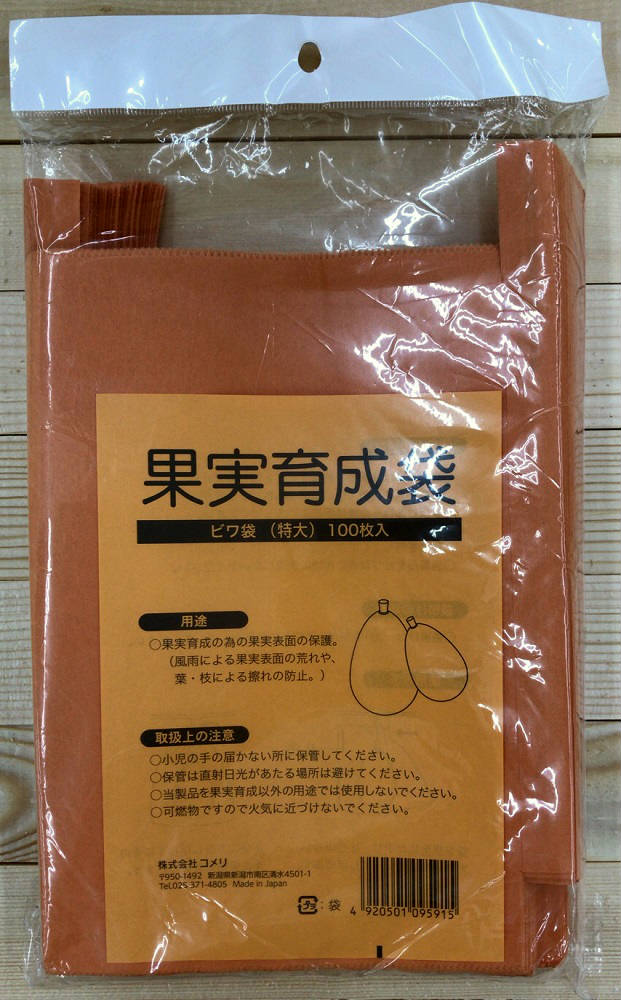 果実育成袋
ビワ袋 （特大） 100枚入
用途
○果実育成の為の果実表面の保護。
（風雨による果実表面の荒れや、
葉・枝による擦れの防止。）
取扱上の注意
○小児の手の届かない所に保管してください。
○保管は直射日光があたる場所は避けてください。
○当製品を果実育成以外の用途では使用しないでください。
○可燃物ですので火気に近づけないでください。
株式会社 コメリ
〒950-1492 新潟県新潟市南区清水4501-1
Tel.025-371-4805 Made in Japan
プラ : 袋
4 920501 095915